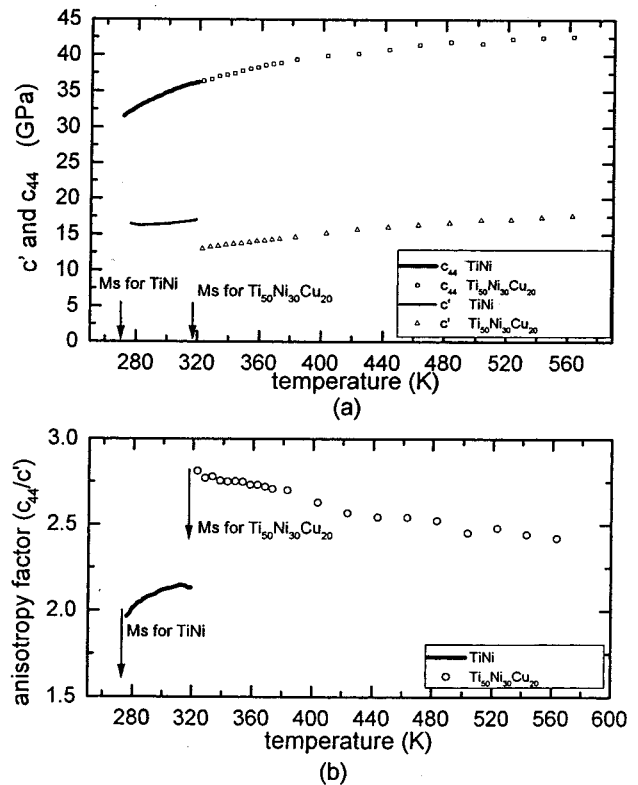 45
40
35
30
25
20
15
10
5
0
c' and c44 (GPa)
Ms for TiNi
Ms for Ti50Ni30Cu20
c44 TiNi
c44 Ti50Ni30Cu20
c' TiNi
c' Ti50Ni30Cu20
280 320 360 400 440 480 520 560
temperature (K)
(a)
3.0
2.5
2.0
1.5
anisotropy factor (c44/c')
Ms for Ti50Ni30Cu20
Ms for TiNi
TiNi
Ti50Ni30Cu20
280 320 360 400 440 480 520 560 600
temperature (K)
(b)